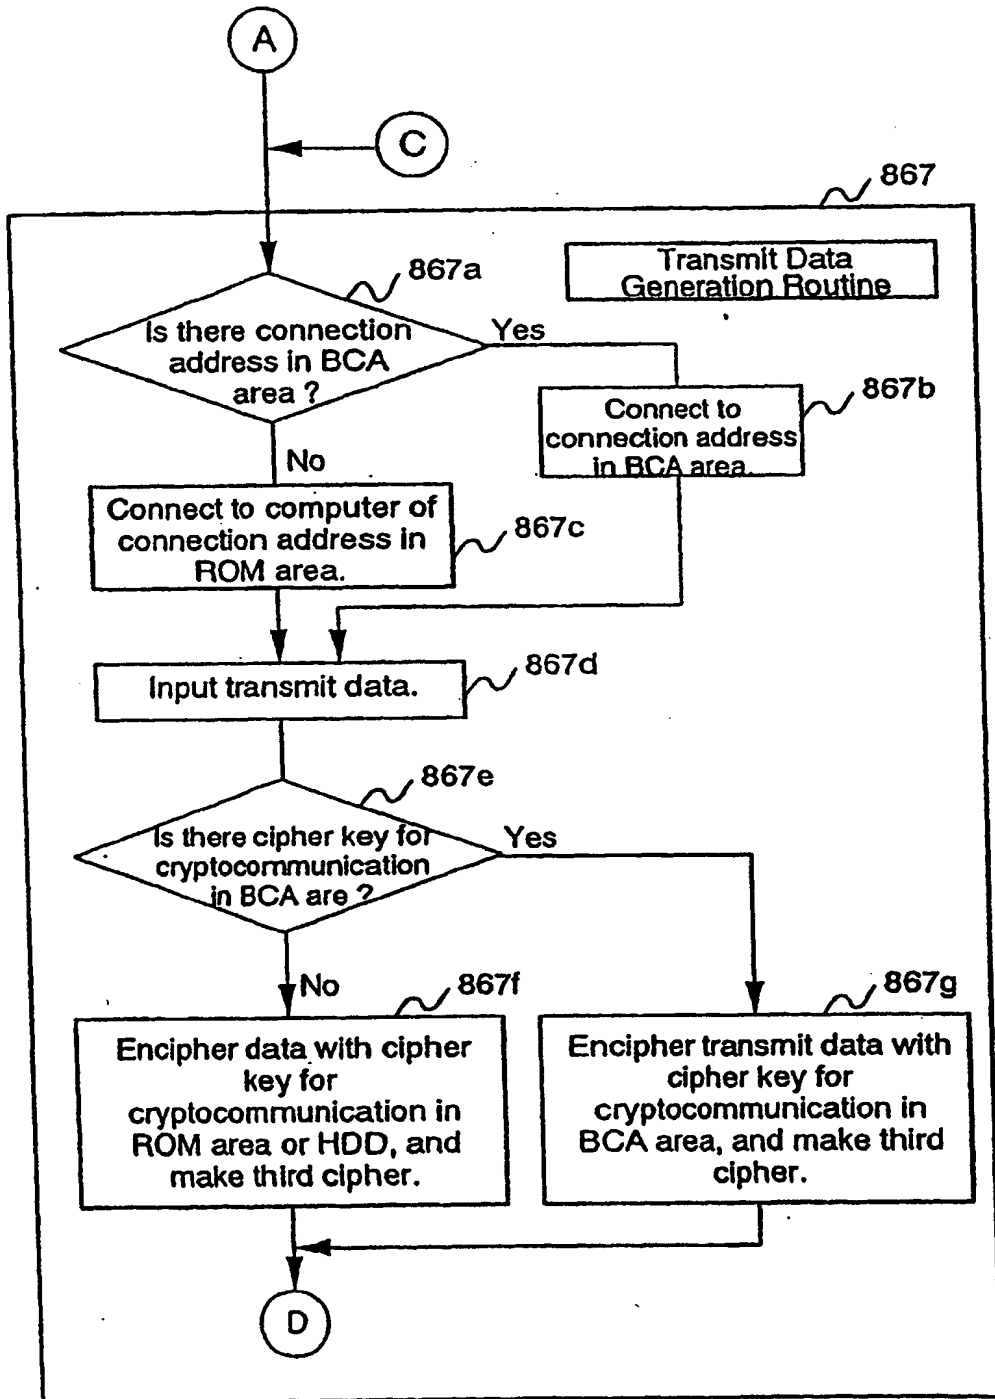 A
C
867
Transmit Data
Generation Routine
867a
Is there connection
address in BCA
area ?
Yes
867b
Connect to
connection address
in BCA area.
No
Connect to computer of
connection address in
ROM area.
867c
Input transmit data.
867d
867e
Is there cipher key for
cryptocommunication
in BCA are ?
Yes
No
867f
Encipher data with cipher
key for
cryptocommunication in
ROM area or HDD, and
make third cipher.
867g
Encipher transmit data with
cipher key for
cryptocommunication in
BCA area, and make third
cipher.
D